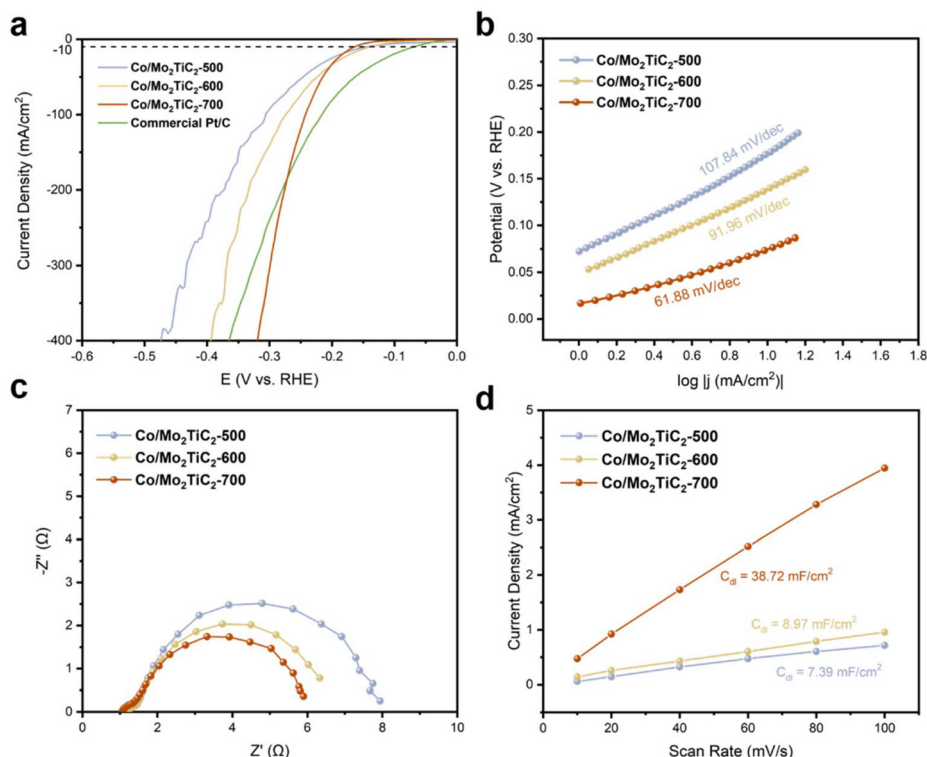 a
0
-10
-100
-200
-300
-400
Current Density (mA/cm²)
Co/Mo₂TiC₂-500
Co/Mo₂TiC₂-600
Co/Mo₂TiC₂-700
Commercial Pt/C
-0.6 -0.5 -0.4 -0.3 -0.2 -0.1 0.0
E (V vs. RHE)
b
0.30
0.25
0.20
0.15
0.10
0.05
0.00
Potential (V vs. RHE)
Co/Mo₂TiC₂-500
Co/Mo₂TiC₂-600
Co/Mo₂TiC₂-700
107.84 mV/dec
91.96 mV/dec
61.88 mV/dec
0.0 0.2 0.4 0.6 0.8 1.0 1.2 1.4 1.6 1.8
log |j (mA/cm²)|
c
7
6
5
4
3
2
1
0
-Z" (Ω)
Co/Mo₂TiC₂-500
Co/Mo₂TiC₂-600
Co/Mo₂TiC₂-700
0 2 4 6 8 10
Z' (Ω)
d
5
4
3
2
1
0
Current Density (mA/cm²)
Co/Mo₂TiC₂-500
Co/Mo₂TiC₂-600
Co/Mo₂TiC₂-700
C_dl = 38.72 mF/cm²
C_dl = 8.97 mF/cm²
C_dl = 7.39 mF/cm²
0 20 40 60 80 100
Scan Rate (mV/s)